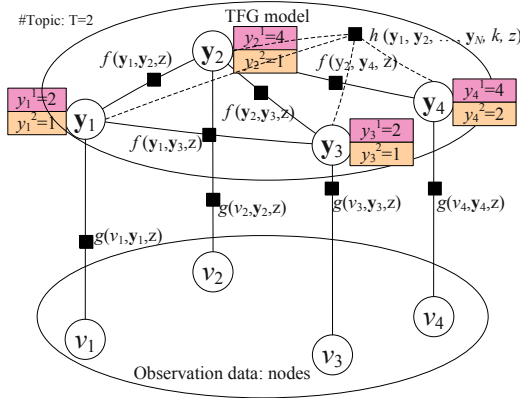 #Topic: T=2
TFG model
h (y₁, y₂, . . ., y_N, k, z)
f(y₁,y₂,z)
y₂
y₂¹=4
y₂²=1
f(y₂, y₄, z)
y₁¹=2
y₁²=1
y₁
f(y₂,y₃,z)
y₄
y₄¹=4
y₄²=2
f(y₁,y₃,z)
y₃
y₃¹=2
y₃²=1
g(v₁,y₁,z)
g(v₂,y₂,z)
g(v₃,y₃,z)
g(v₄,y₄,z)
v₂
v₁
v₃
v₄
Observation data: nodes